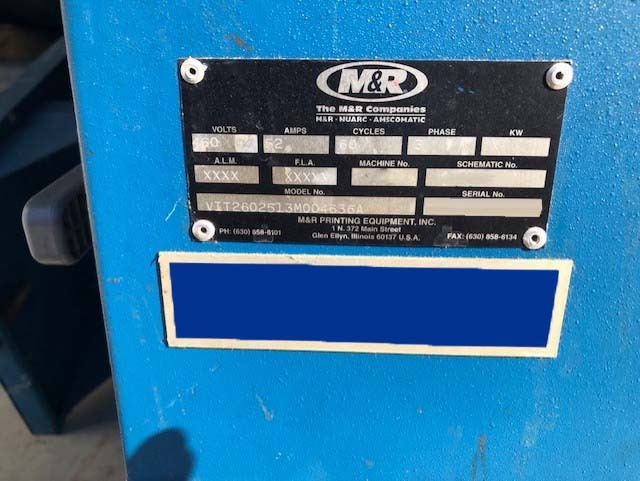 M&R
The M&R Companies
M&R · NUARC · AMSCOMATIC
VOLTS AMPS CYCLES PHASE KW
52 60 3
A.L.M. F.L.A. MACHINE No. SCHEMATIC No.
XXXX XXXXX
MODEL No. SERIAL No.
VIT2602513M004636A
M&R PRINTING EQUIPMENT, INC.
1 N. 372 Main Street
PH: (630) 858-6101 Glen Ellyn, Illinois 60137 U.S.A. FAX: (630) 858-6134